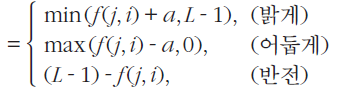 = { min(f(j,i)+a,L-1), (밝게)
max(f(j,i)-a,0), (어둡게)
(L-1)-f(j,i), (반전)